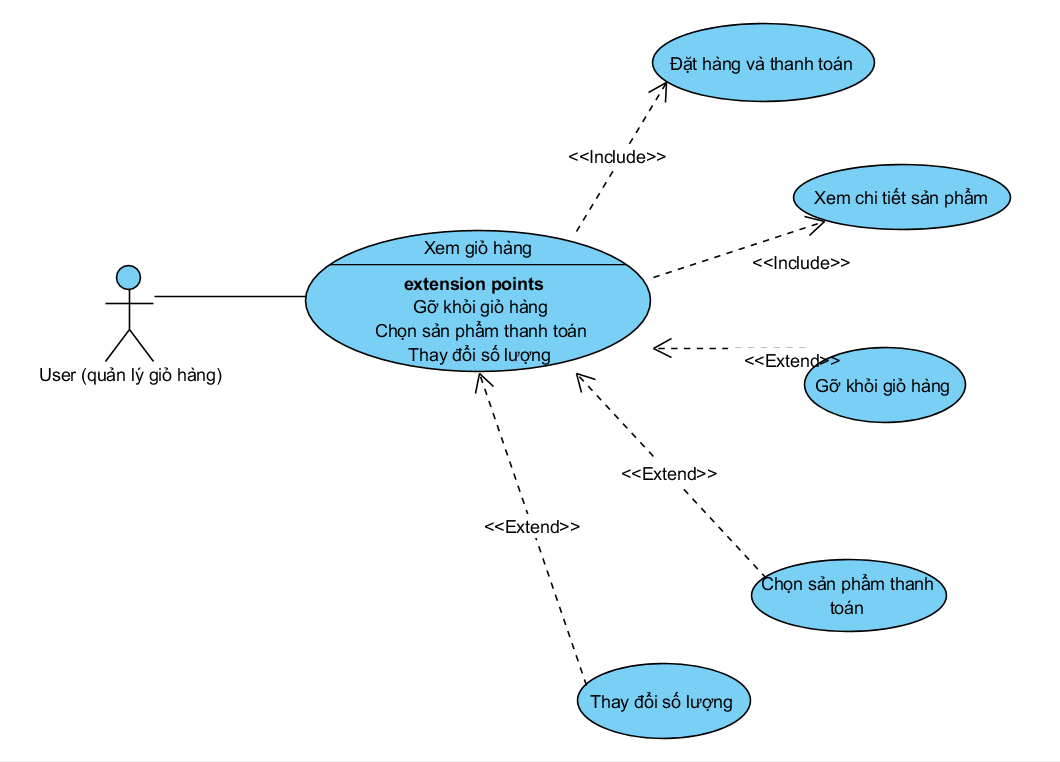 Đặt hàng và thanh toán
<<Include>>
Xem chi tiết sản phẩm
<<Include>>
Xem giỏ hàng
extension points
Gỡ khỏi giỏ hàng
Chọn sản phẩm thanh toán
Thay đổi số lượng
User (quản lý giỏ hàng)
<<Extend>>
Gỡ khỏi giỏ hàng
<<Extend>>
<<Extend>>
Chọn sản phẩm thanh
toán
Thay đổi số lượng